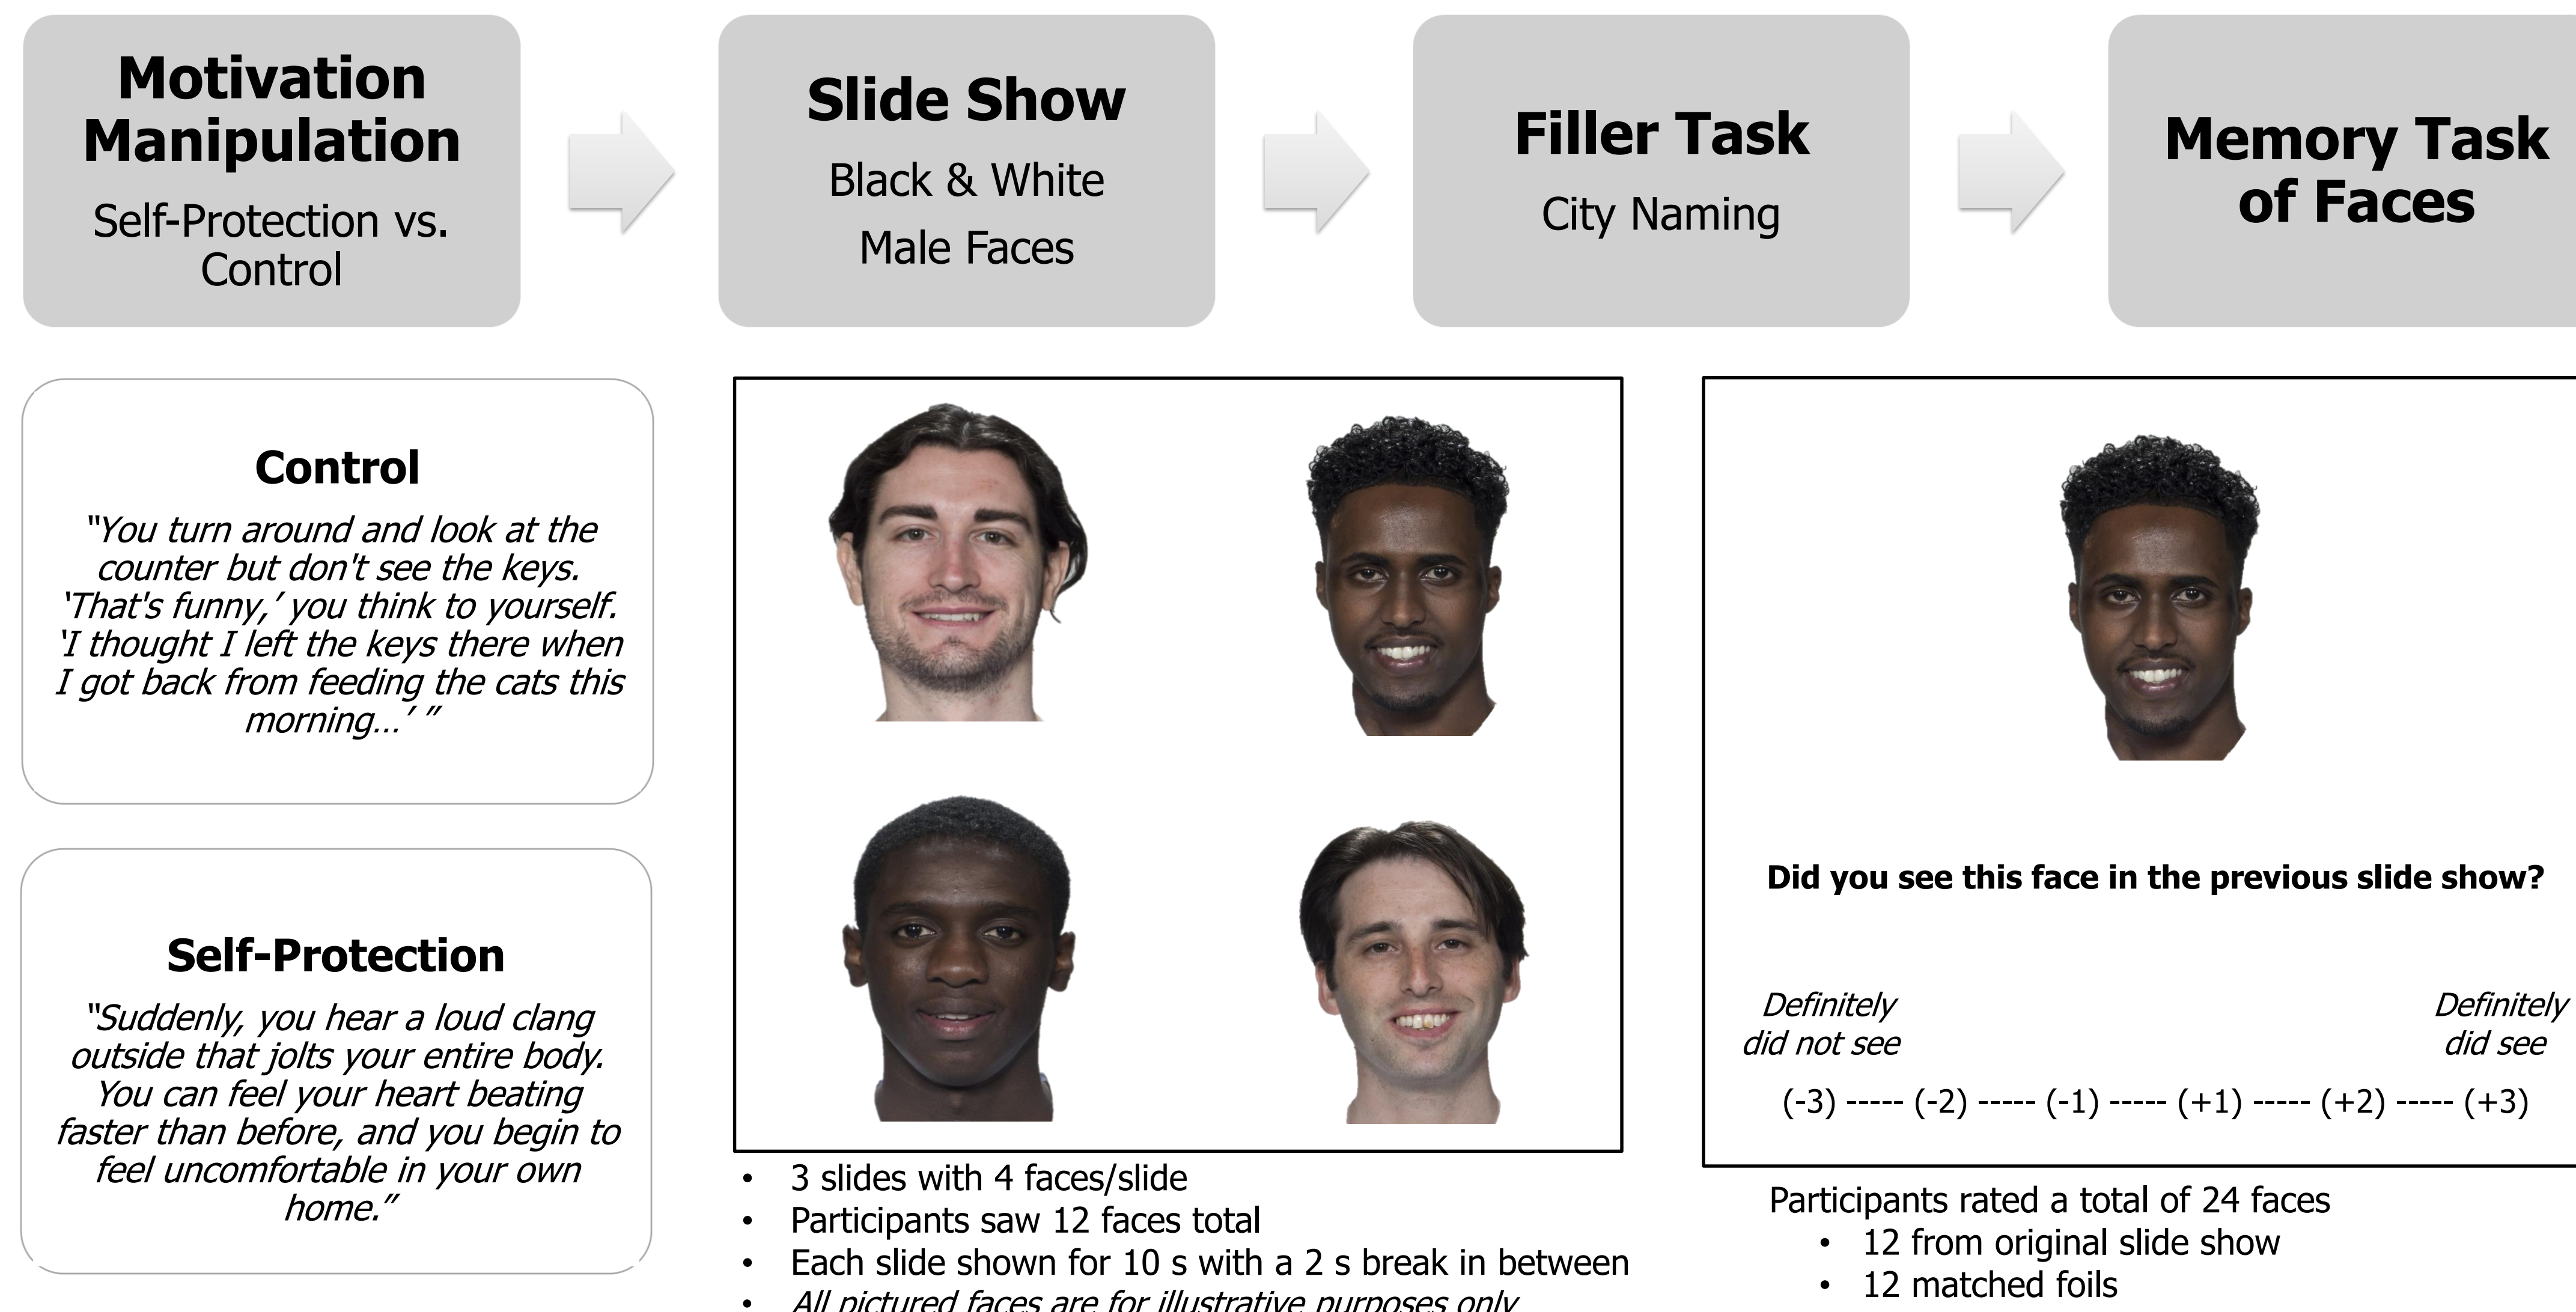 Motivation
Manipulation
Self-Protection vs.
Control
Slide Show
Black & White
Male Faces
Filler Task
City Naming
Memory Task
of Faces
Control
“You turn around and look at the
counter but don't see the keys.
‘That's funny,’ you think to yourself.
‘I thought I left the keys there when
I got back from feeding the cats this
morning…’ ”
Self-Protection
“Suddenly, you hear a loud clang
outside that jolts your entire body.
You can feel your heart beating
faster than before, and you begin to
feel uncomfortable in your own
home.”
• 3 slides with 4 faces/slide
• Participants saw 12 faces total
• Each slide shown for 10 s with a 2 s break in between
• All pictured faces are for illustrative purposes only
Did you see this face in the previous slide show?
Definitely
did not see
Definitely
did see
(-3) ----- (-2) ----- (-1) ----- (+1) ----- (+2) ----- (+3)
Participants rated a total of 24 faces
• 12 from original slide show
• 12 matched foils